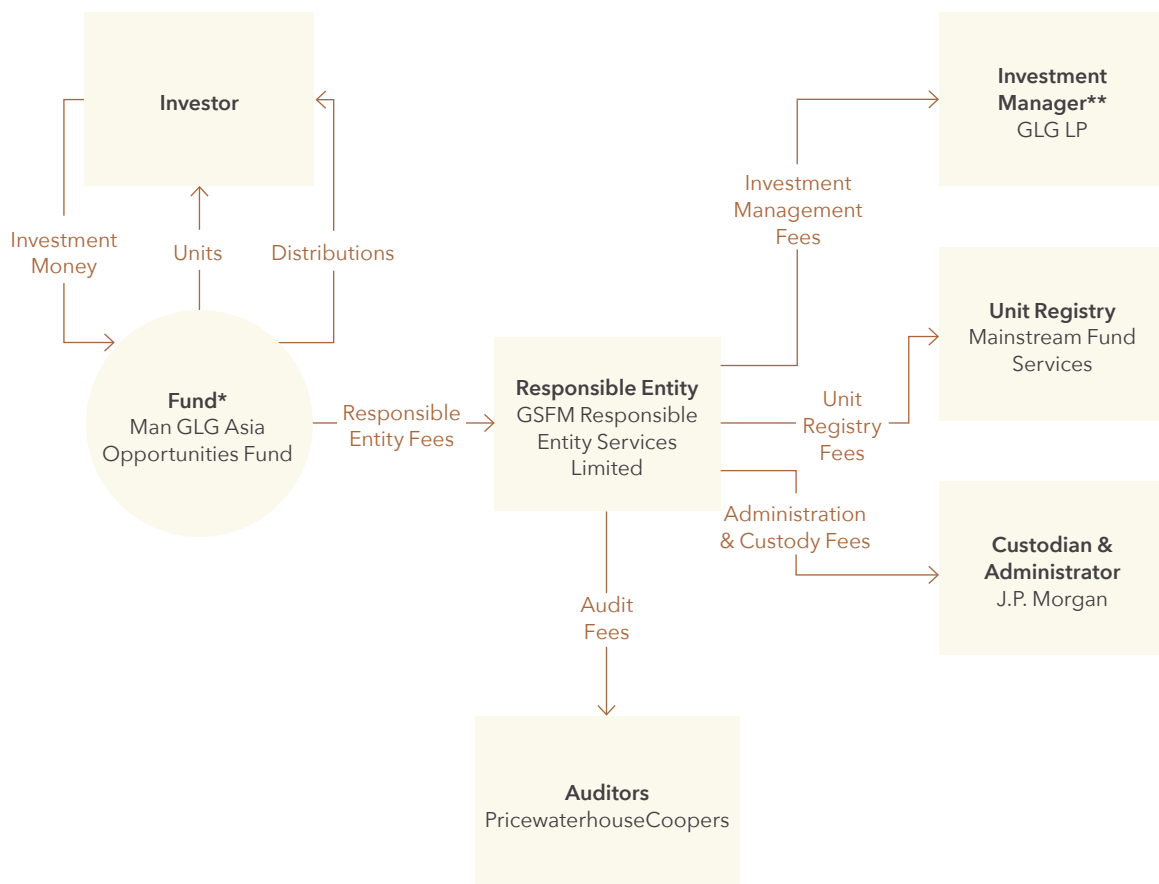 Investor
Investment
Money
Units
Distributions
Fund*
Man GLG Asia
Opportunities Fund
Responsible
Entity Fees
Responsible Entity
GSFM Responsible
Entity Services
Limited
Investment
Management
Fees
Investment
Manager**
GLG LP
Unit
Registry
Fees
Unit Registry
Mainstream Fund
Services
Administration
& Custody Fees
Custodian &
Administrator
J.P. Morgan
Audit
Fees
Auditors
PricewaterhouseCoopers